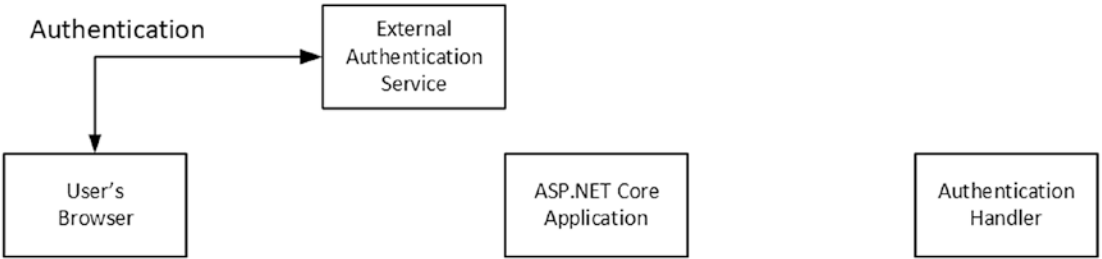 Authentication
External
Authentication
Service
User's
Browser
ASP.NET Core
Application
Authentication
Handler